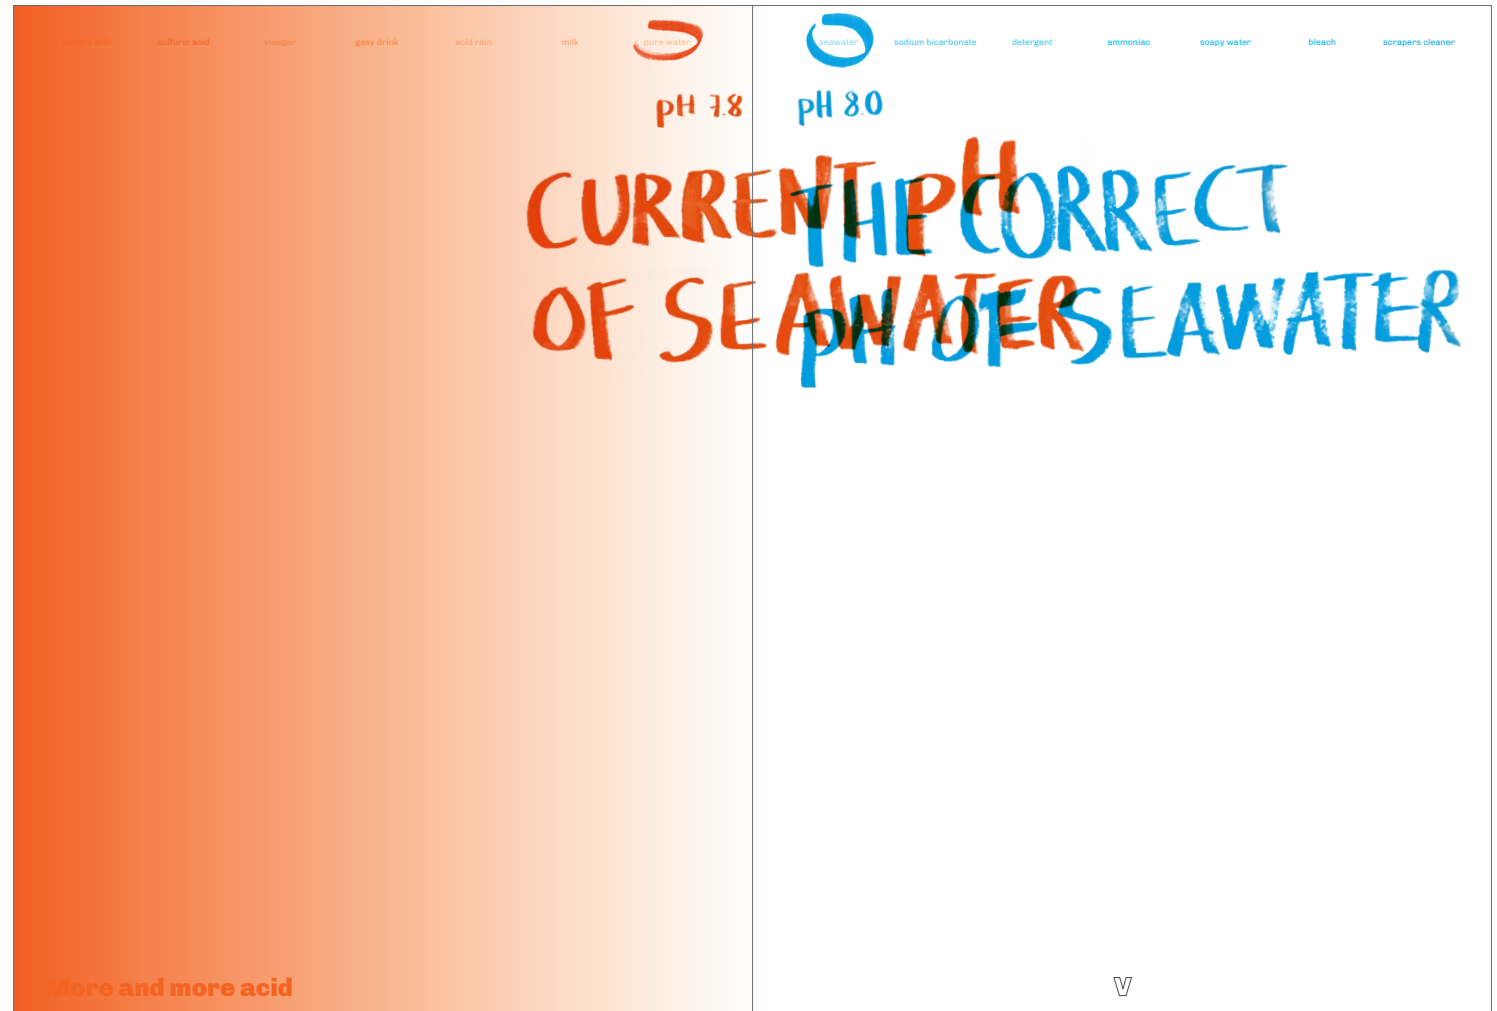 battery acid sulfuric acid vinegar gasy drink acid rain milk pure water seawater sodium bicarbonate detergent ammoniac soapy water bleach scrapers cleaner
pH 7.8 pH 8.0
CURRENT pH
OF SEAWATER
THE CORRECT
pH OF SEAWATER
More and more acid
V